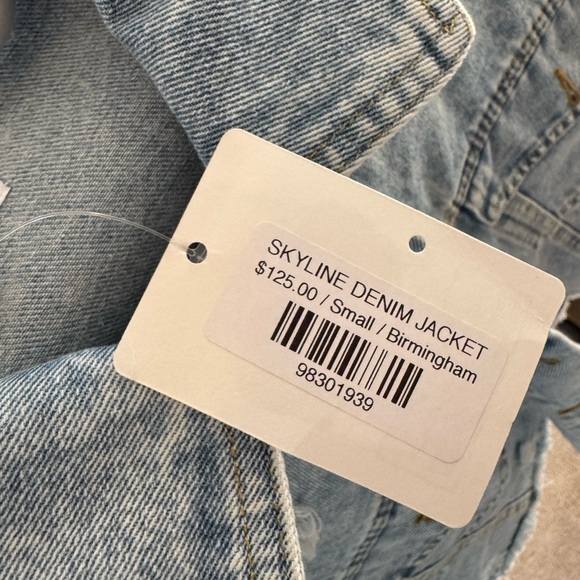 SKYLINE DENIM JACKET
$125.00 / Small / Birmingham
98301939